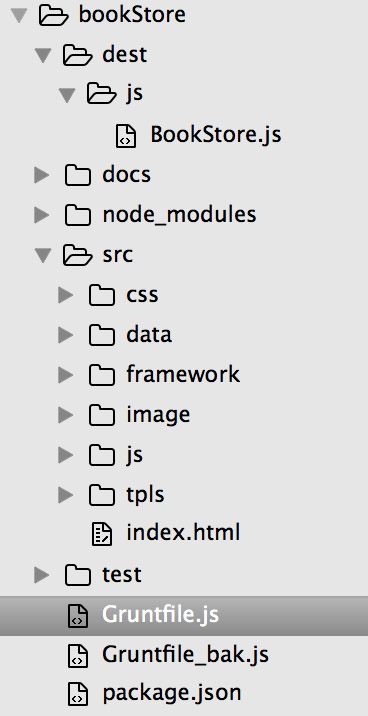 bookStore
dest
js
BookStore.js
docs
node_modules
src
css
data
framework
image
js
tpls
index.html
test
Gruntfile.js
Gruntfile_bak.js
package.json